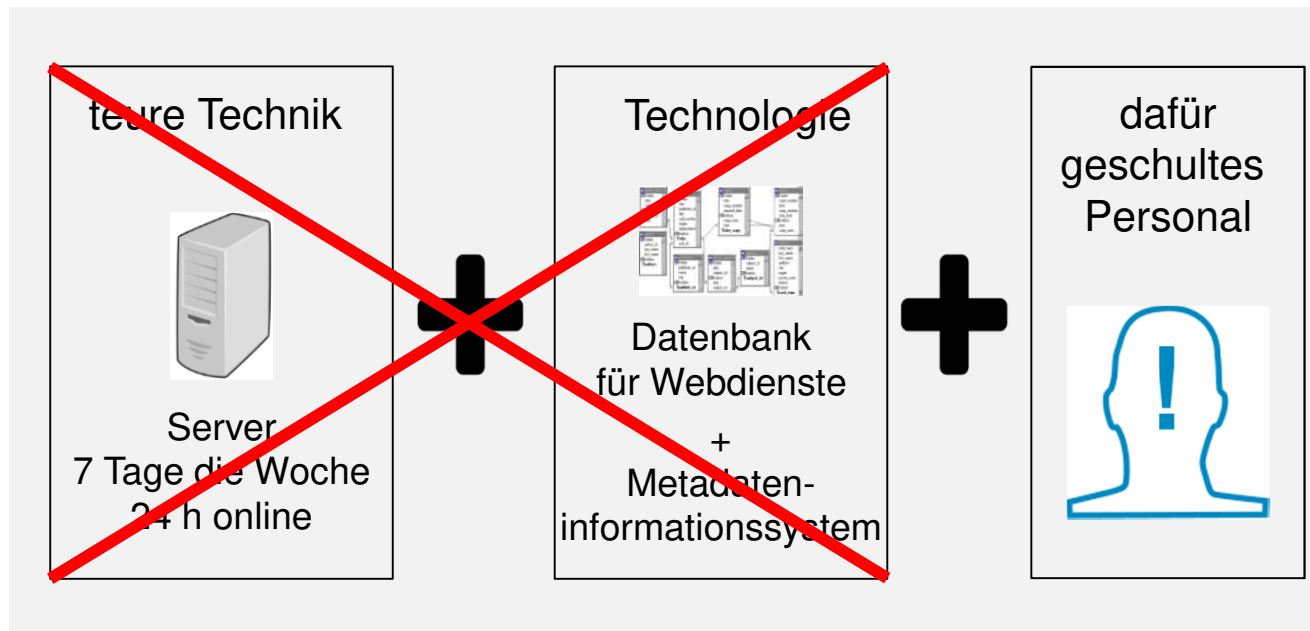 teure Technik
Server
7 Tage die Woche
24 h online
Technologie
Datenbank
für Webdienste
+
Metadaten-
informationssystem
dafür
geschultes
Personal
!